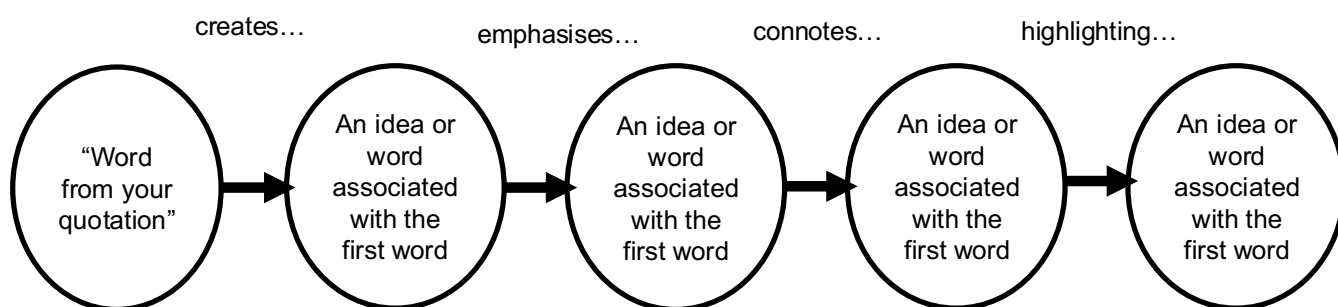 creates…
emphasises…
connotes…
highlighting…
“Word
from your
quotation”
An idea or
word
associated
with the
first word
An idea or
word
associated
with the
first word
An idea or
word
associated
with the
first word
An idea or
word
associated
with the
first word